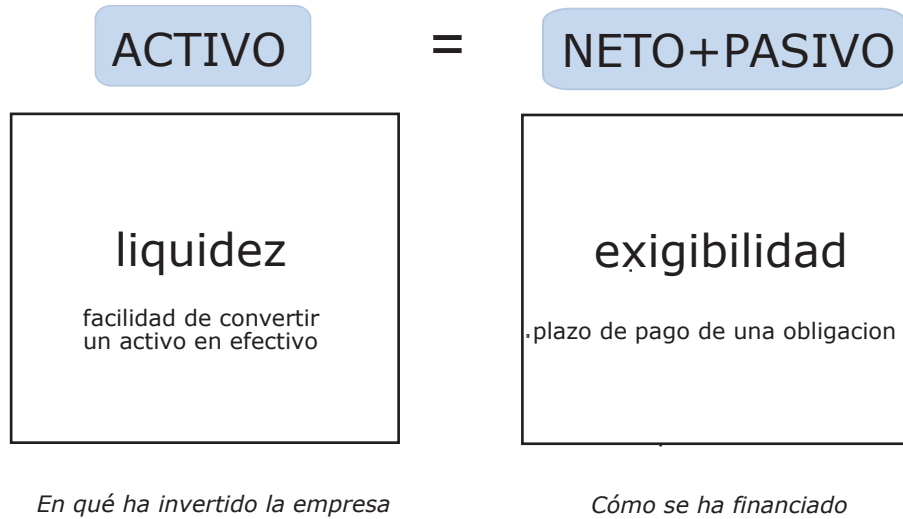 ACTIVO = NETO+PASIVO
liquidez
facilidad de convertir
un activo en efectivo
exigibilidad
plazo de pago de una obligacion
En qué ha invertido la empresa
Cómo se ha financiado